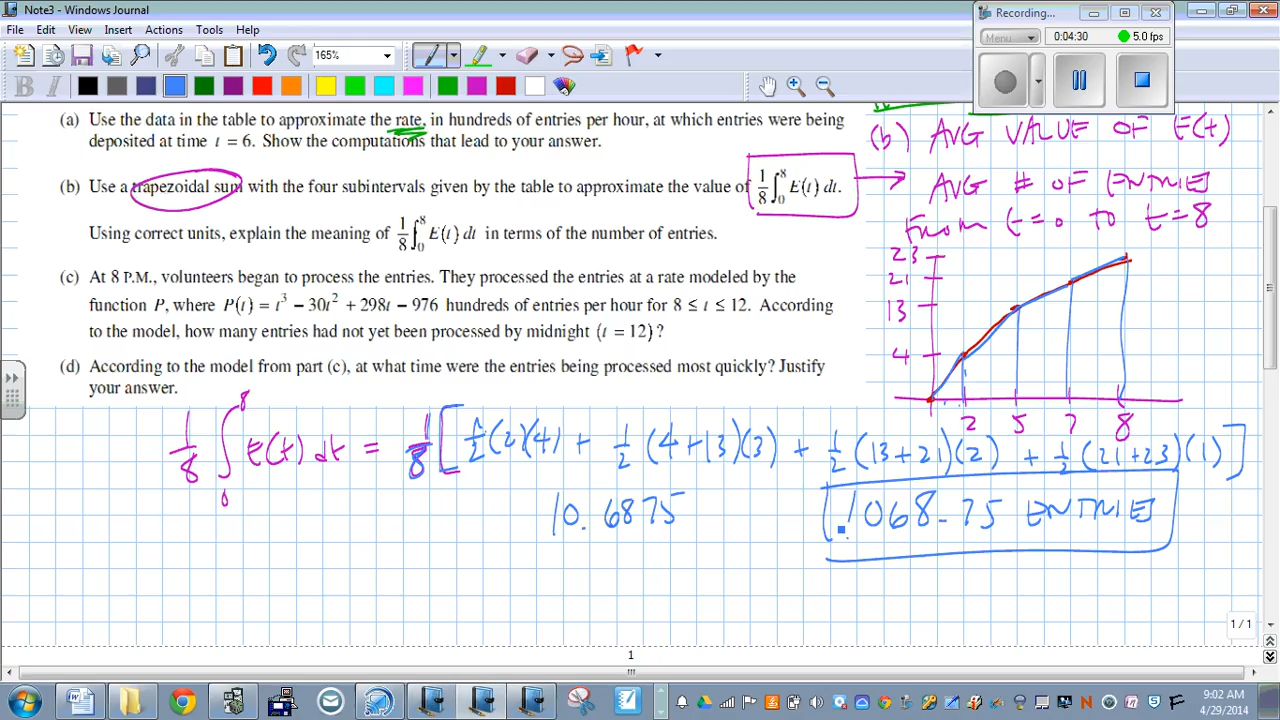 Note3 - Windows Journal
Recording...
File Edit View Insert Actions Tools Help
Menu 0:04:30 5.0 fps
165%
B I
(a) Use the data in the table to approximate the rate, in hundreds of entries per hour, at which entries were being
deposited at time t = 6. Show the computations that lead to your answer.
(b) Use a trapezoidal sum with the four subintervals given by the table to approximate the value of 1/8 ∫₀⁸ E(t) dt.
Using correct units, explain the meaning of 1/8 ∫₀⁸ E(t) dt in terms of the number of entries.
(c) At 8 P.M., volunteers began to process the entries. They processed the entries at a rate modeled by the
function P, where P(t) = t³ − 30t² + 298t − 976 hundreds of entries per hour for 8 ≤ t ≤ 12. According
to the model, how many entries had not yet been processed by midnight (t = 12)?
(d) According to the model from part (c), at what time were the entries being processed most quickly? Justify
your answer.
(b) AVG VALUE OF E(t)
AVG # OF ENTRIES
From t=0 to t=8
23
21
13
4
2 5 7 8
1/8 ∫₀⁸ E(t) dt = 1/8 [ 1/2(2)(4) + 1/2(4+13)(3) + 1/2(13+21)(2) + 1/2(21+23)(1) ]
10.6875 1068.75 ENTRIES
1 / 1
1
9:02 AM
4/29/2014